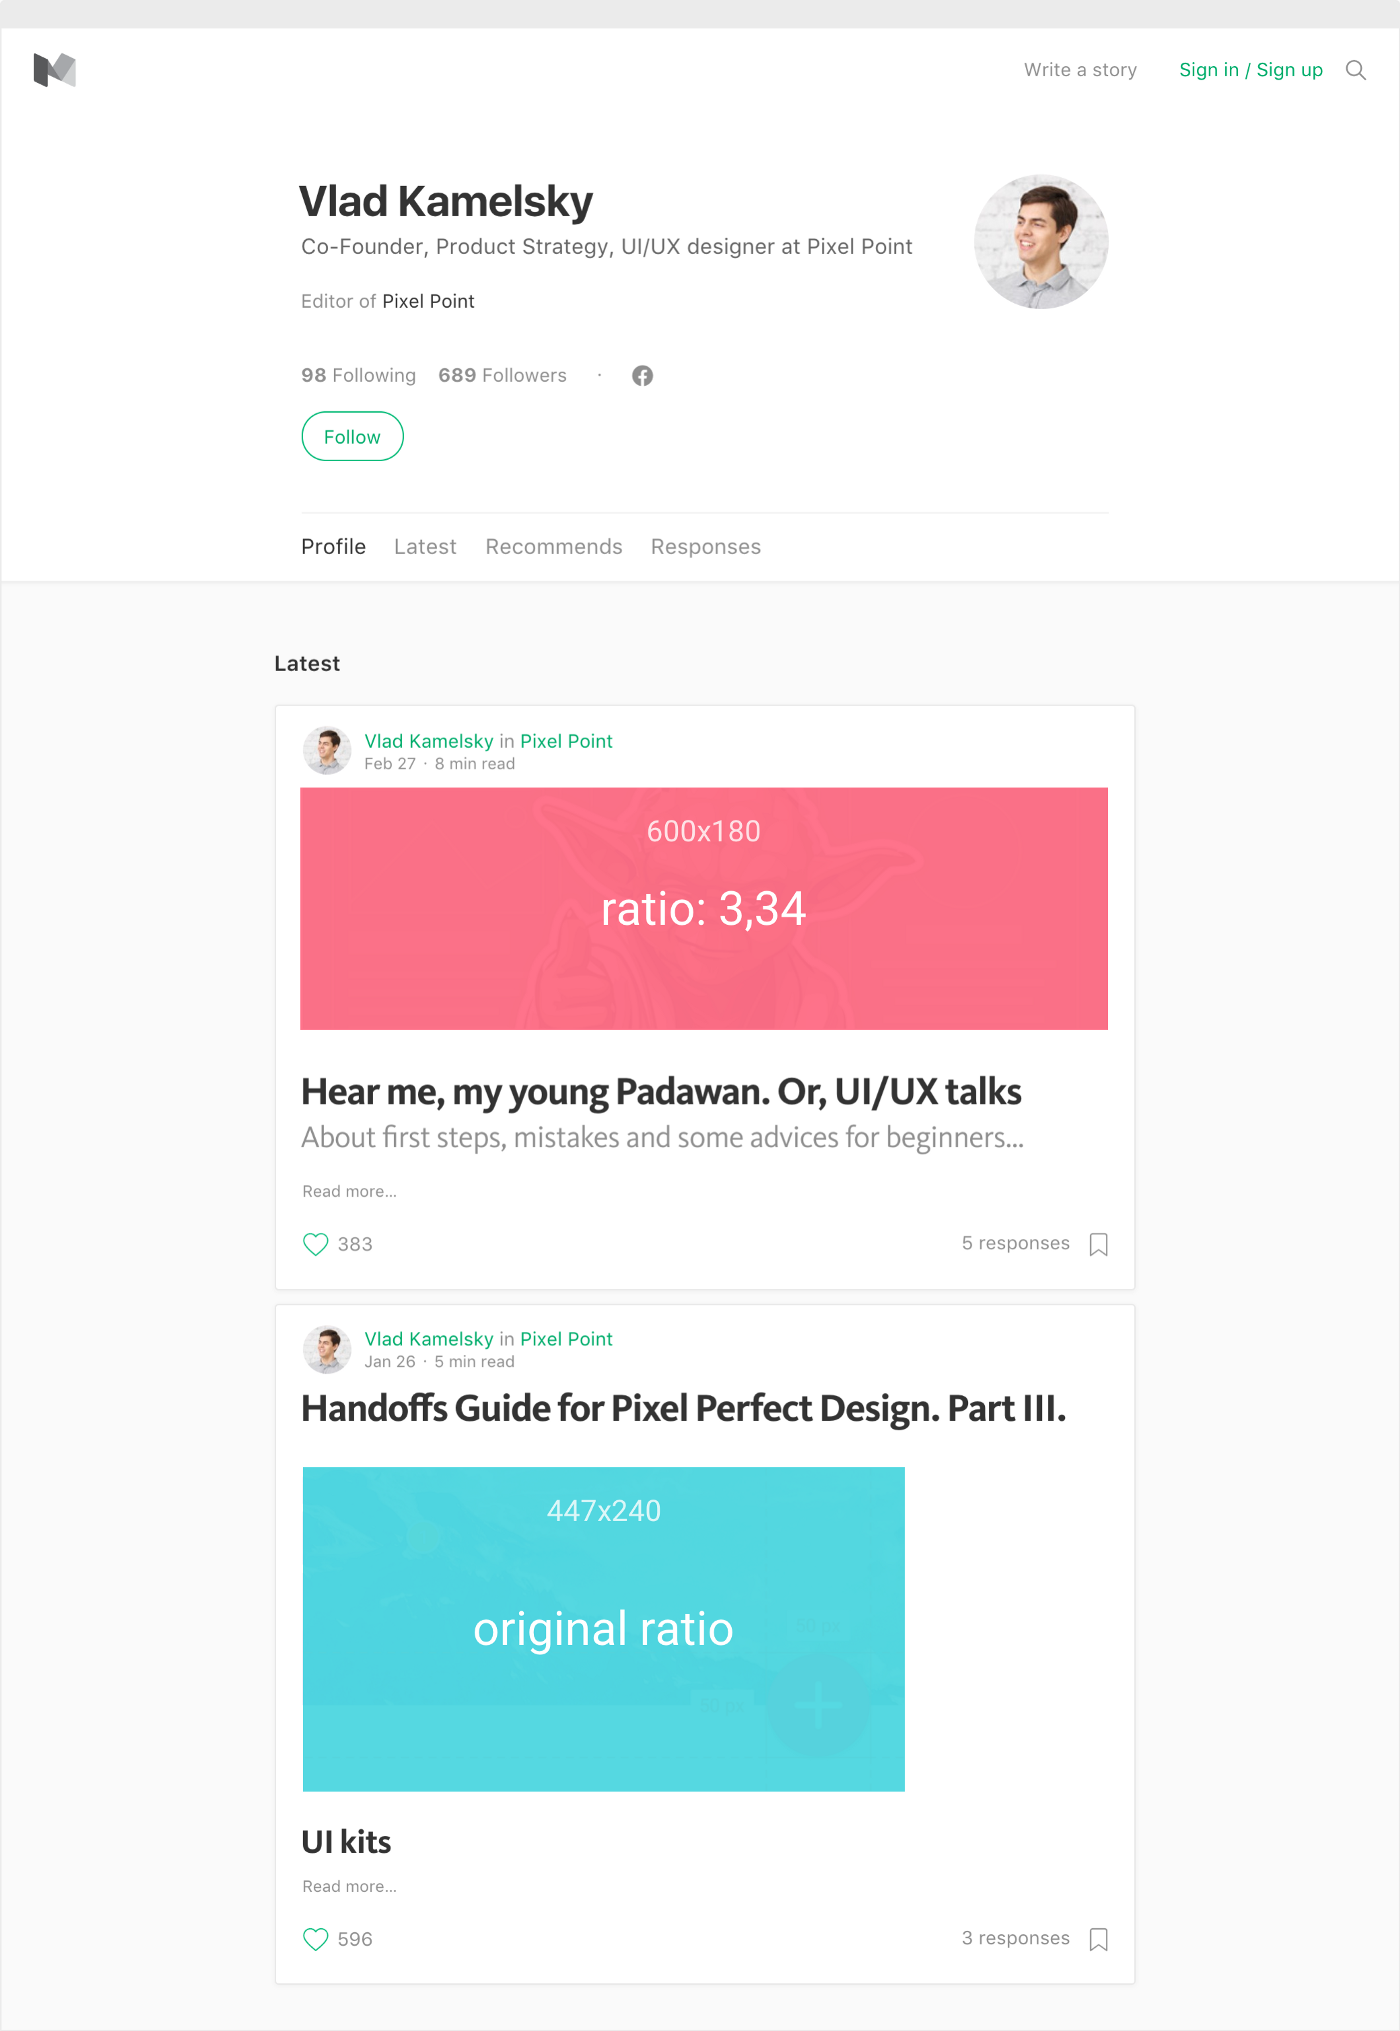 Write a story
Sign in / Sign up
Vlad Kamelsky
Co-Founder, Product Strategy, UI/UX designer at Pixel Point
Editor of Pixel Point
98 Following 689 Followers ·
Follow
Profile Latest Recommends Responses
Latest
Vlad Kamelsky in Pixel Point
Feb 27 · 8 min read
600x180
ratio: 3,34
Hear me, my young Padawan. Or, UI/UX talks
About first steps, mistakes and some advices for beginners...
Read more...
383
5 responses
Vlad Kamelsky in Pixel Point
Jan 26 · 5 min read
Handoffs Guide for Pixel Perfect Design. Part III.
447x240
original ratio
50 px
50 px
UI kits
Read more...
596
3 responses